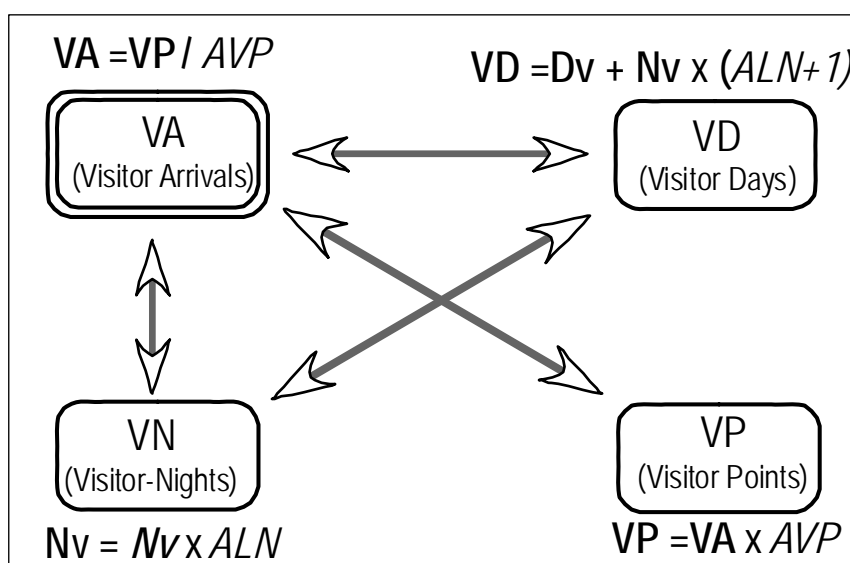 VA =VP / AVP
VA
(Visitor Arrivals)
VD =Dv + Nv x (ALN+1)
VD
(Visitor Days)
VN
(Visitor-Nights)
Nv = Nv x ALN
VP
(Visitor Points)
VP =VA x AVP